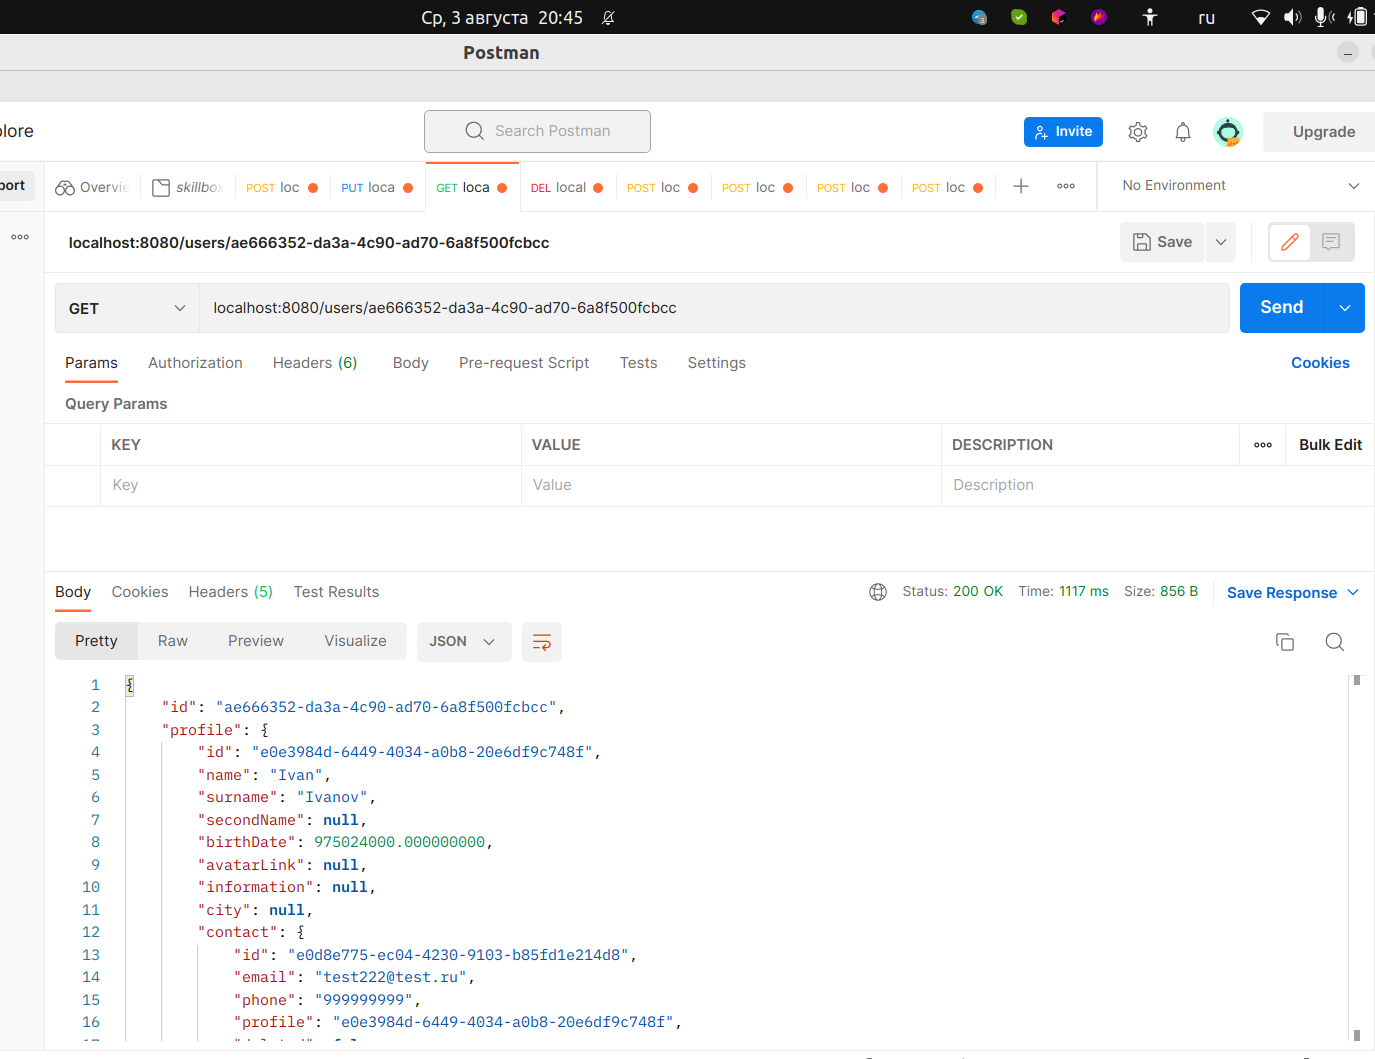 Ср, 3 августа 20:45
ru
Postman
lore
Search Postman
Invite
Upgrade
port
Overvie
skillbox
POST loc
PUT loca
GET loca
DEL local
POST loc
POST loc
POST loc
POST loc
No Environment
localhost:8080/users/ae666352-da3a-4c90-ad70-6a8f500fcbcc
Save
GET
localhost:8080/users/ae666352-da3a-4c90-ad70-6a8f500fcbcc
Send
Params Authorization Headers (6) Body Pre-request Script Tests Settings Cookies
Query Params
KEY VALUE DESCRIPTION Bulk Edit
Key Value Description
Body Cookies Headers (5) Test Results Status: 200 OK Time: 1117 ms Size: 856 B Save Response
Pretty Raw Preview Visualize JSON
1 {
2 "id": "ae666352-da3a-4c90-ad70-6a8f500fcbcc",
3 "profile": {
4 "id": "e0e3984d-6449-4034-a0b8-20e6df9c748f",
5 "name": "Ivan",
6 "surname": "Ivanov",
7 "secondName": null,
8 "birthDate": 975024000.000000000,
9 "avatarLink": null,
10 "information": null,
11 "city": null,
12 "contact": {
13 "id": "e0d8e775-ec04-4230-9103-b85fd1e214d8",
14 "email": "test222@test.ru",
15 "phone": "999999999",
16 "profile": "e0e3984d-6449-4034-a0b8-20e6df9c748f",